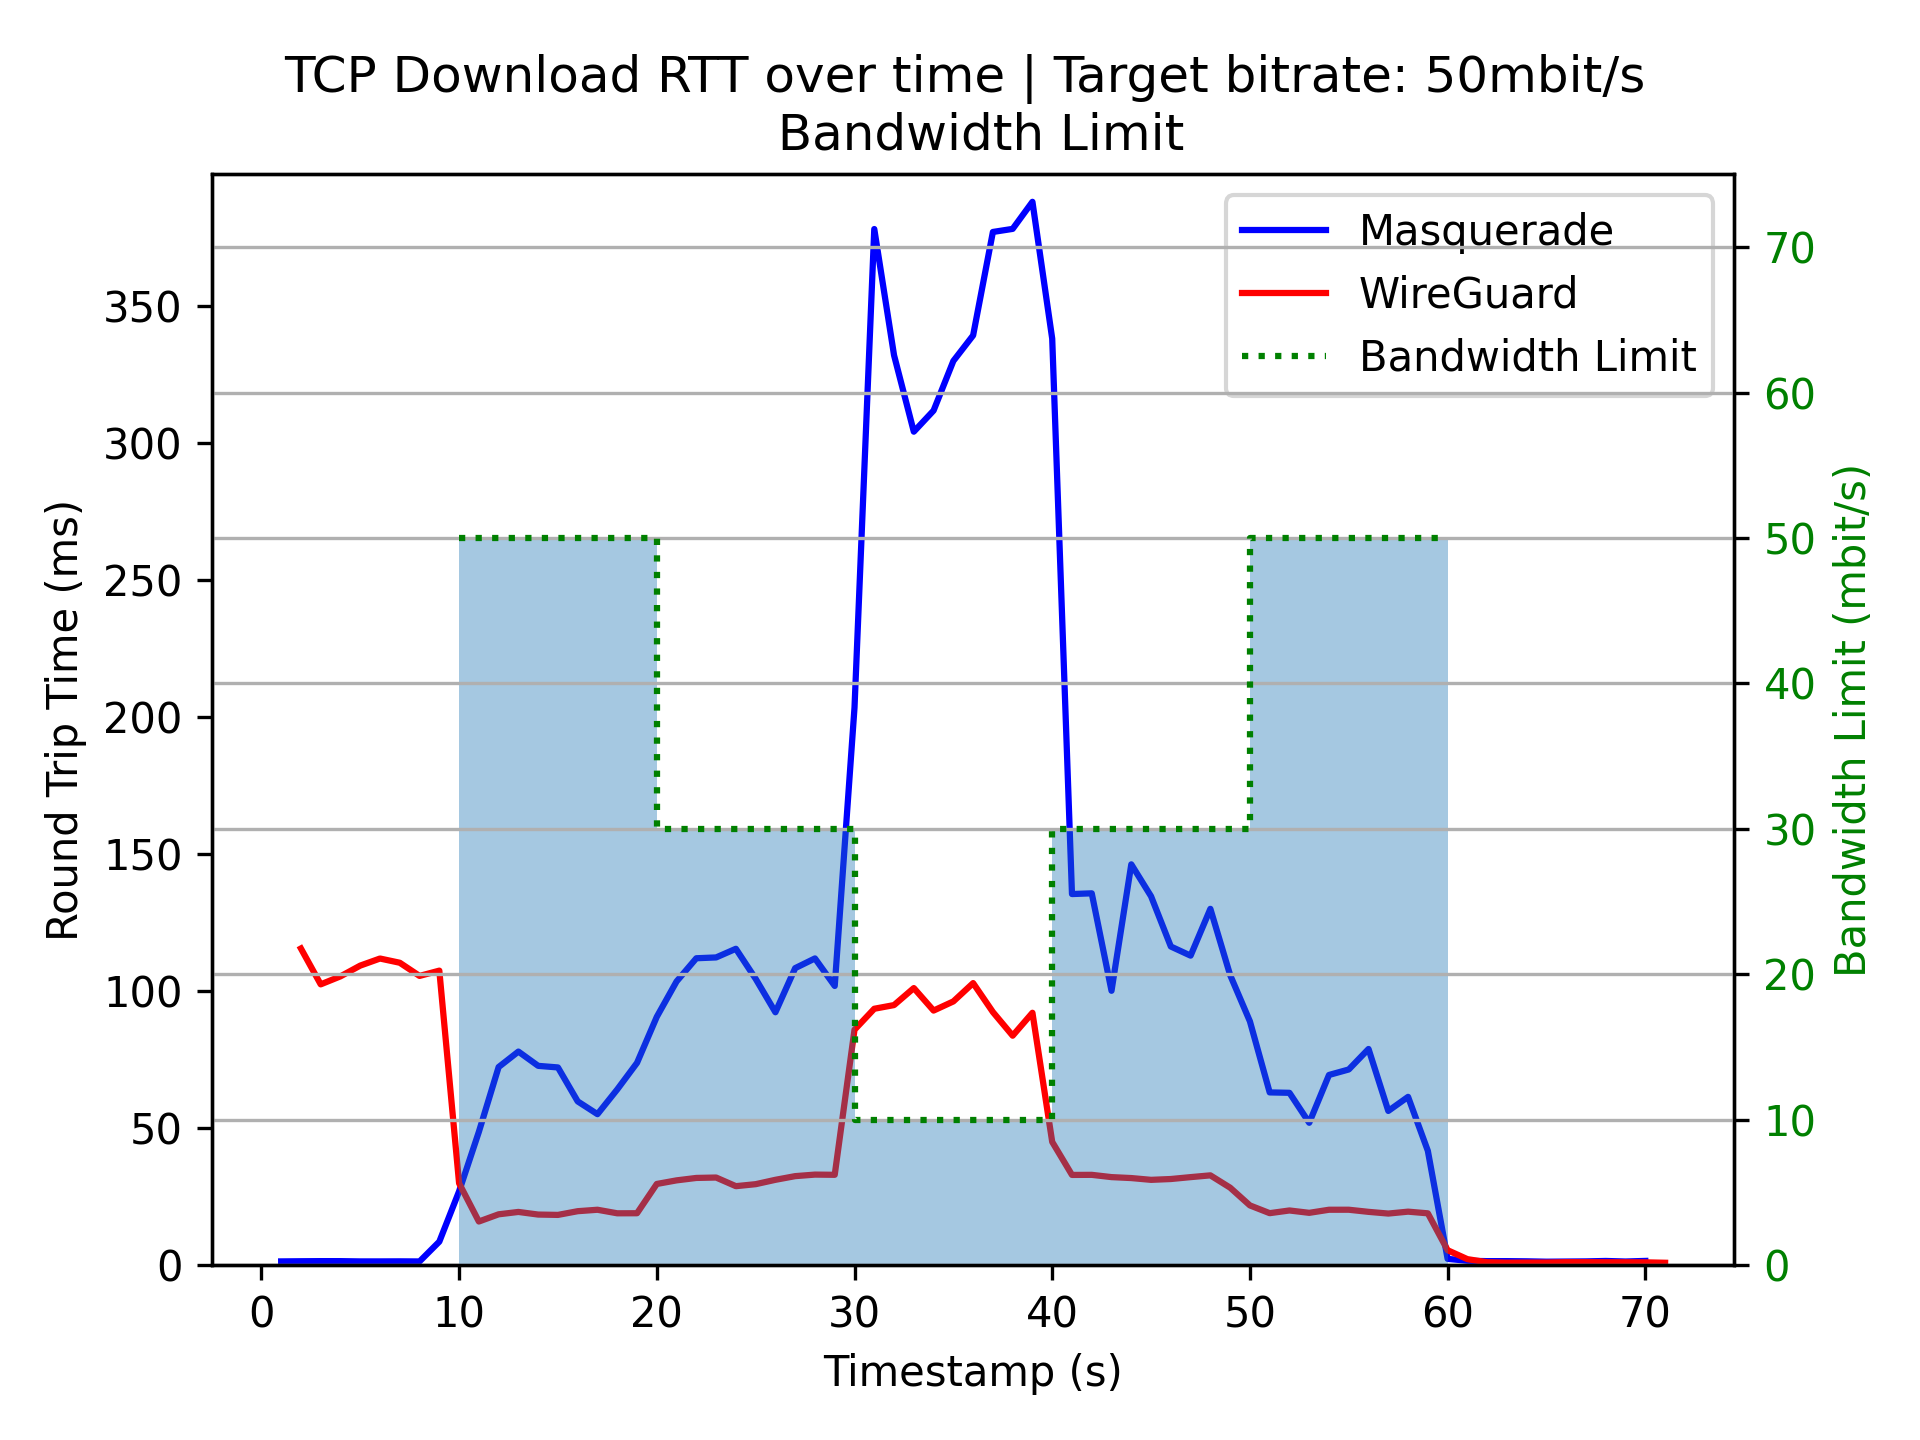 TCP Download RTT over time | Target bitrate: 50mbit/s
Bandwidth Limit
Masquerade
WireGuard
Bandwidth Limit
Round Trip Time (ms)
350
300
250
200
150
100
50
0
70
60
50
40
30
20
10
0
Bandwidth Limit (mbit/s)
0 10 20 30 40 50 60 70
Timestamp (s)